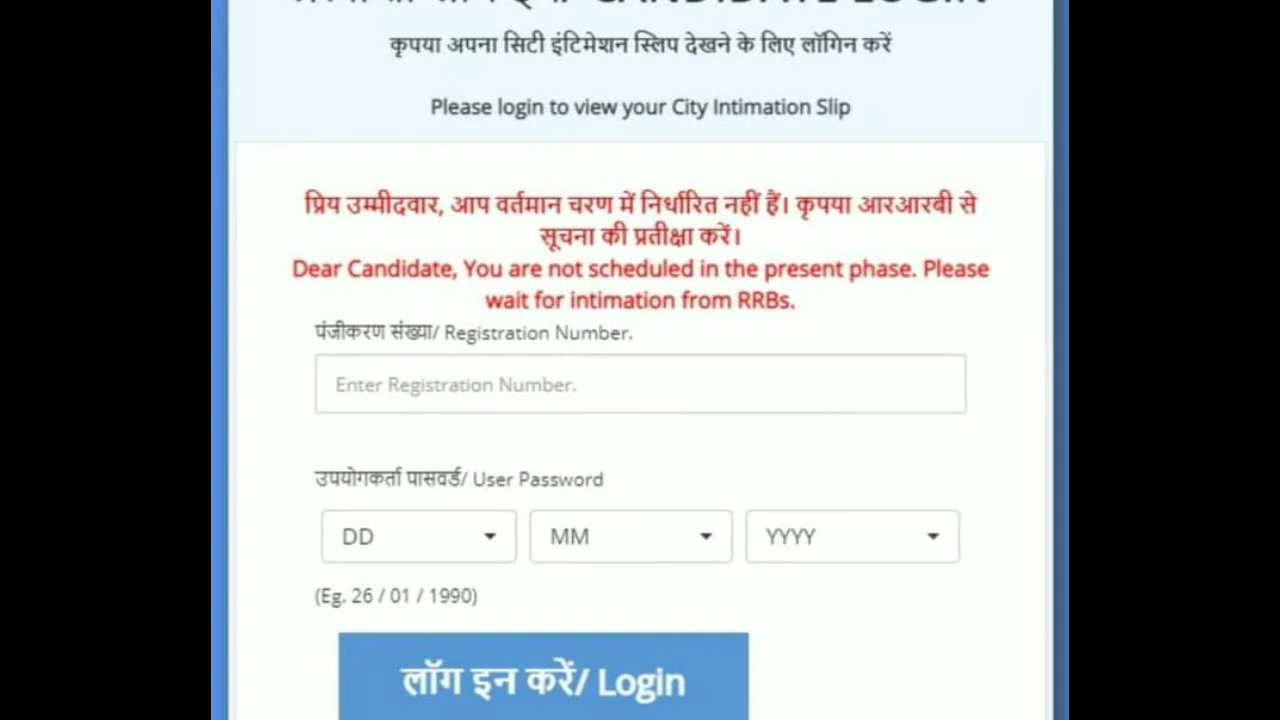 CANDIDATE LOGIN
कृपया अपना सिटी इंटिमेशन स्लिप देखने के लिए लॉगिन करें
Please login to view your City Intimation Slip
प्रिय उम्मीदवार, आप वर्तमान चरण में निर्धारित नहीं हैं। कृपया आरआरबी से
सूचना की प्रतीक्षा करें।
Dear Candidate, You are not scheduled in the present phase. Please
wait for intimation from RRBs.
पंजीकरण संख्या/ Registration Number.
Enter Registration Number.
उपयोगकर्ता पासवर्ड/ User Password
DD MM YYYY
(Eg. 26 / 01 / 1990)
लॉग इन करें/ Login